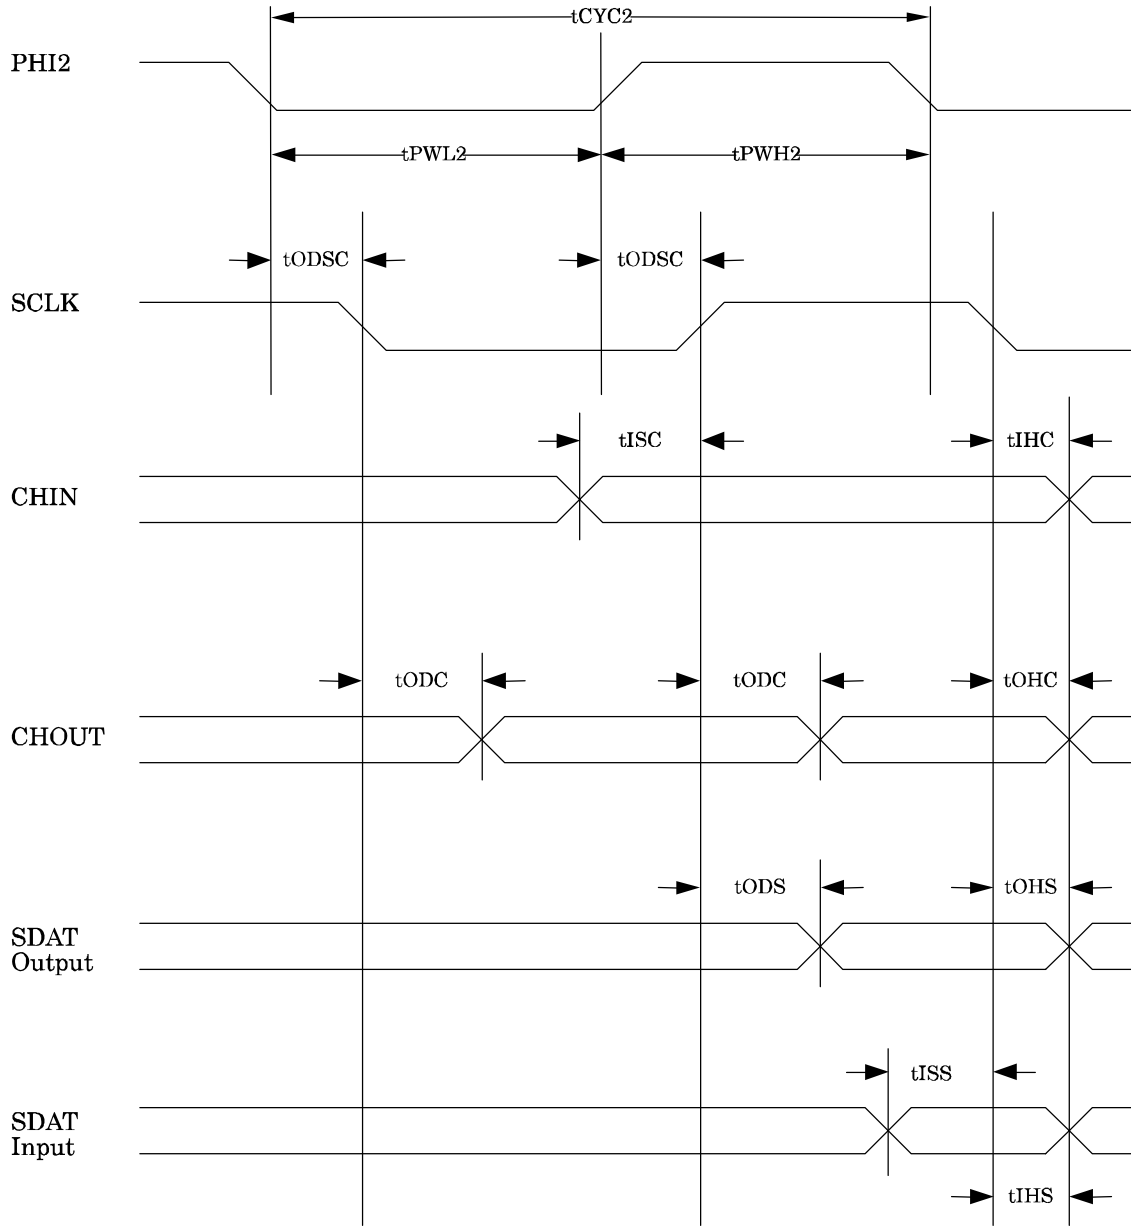 tCYC2
PHI2
tPWL2 tPWH2
tODSC tODSC
SCLK
tISC tIHC
CHIN
tODC tODC tOHC
CHOUT
tODS tOHS
SDAT
Output
tISS
SDAT
Input
tIHS